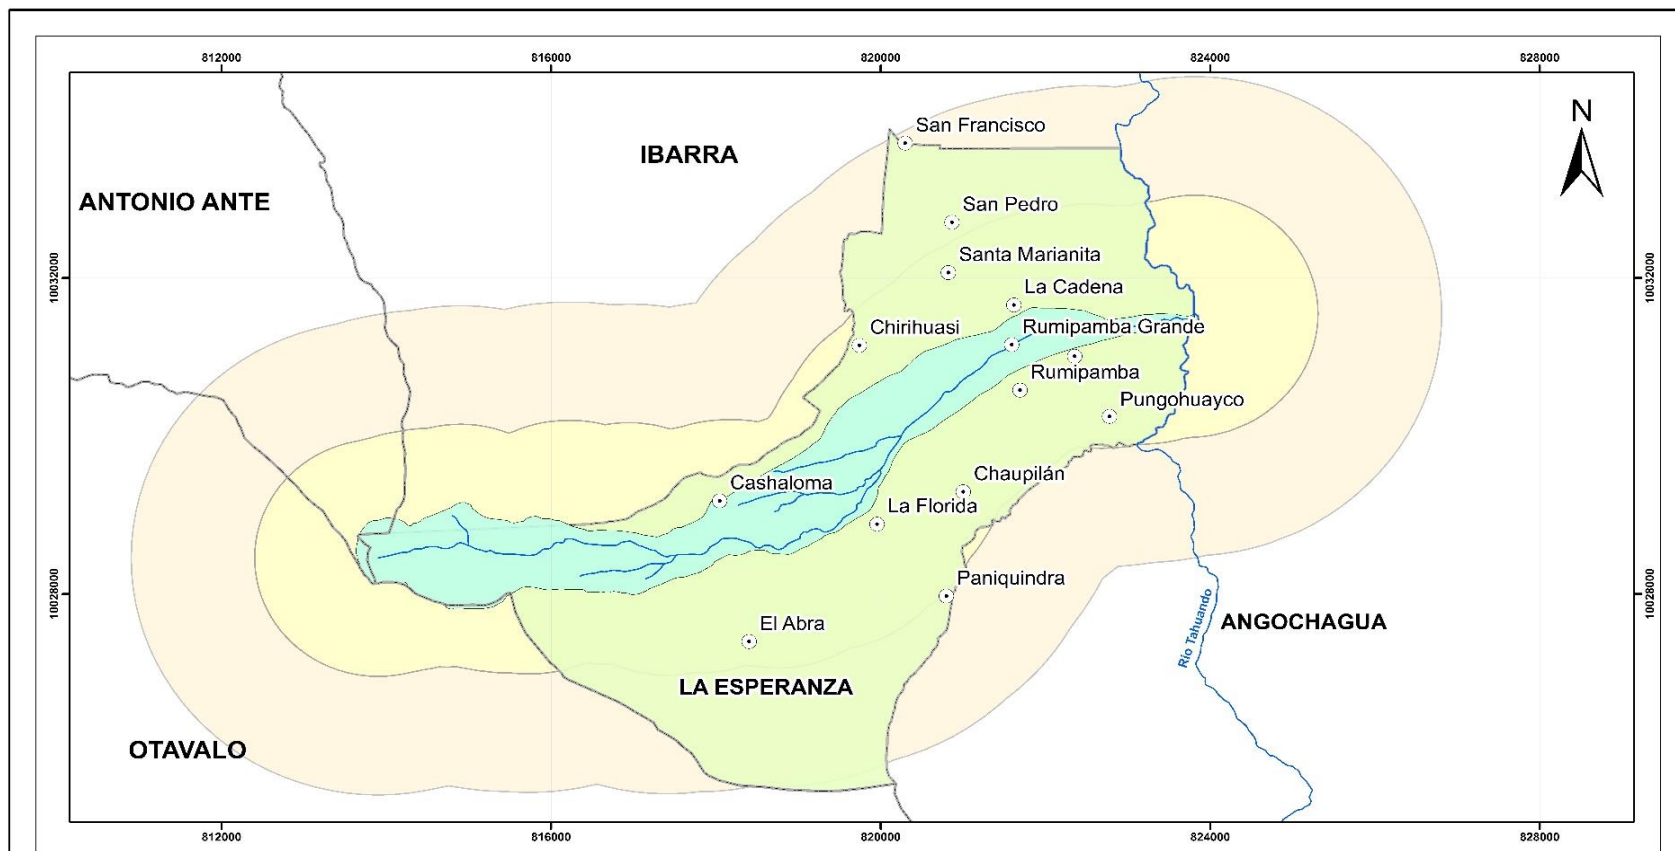 812000
816000
820000
824000
828000
N
San Francisco
IBARRA
ANTONIO ANTE
San Pedro
Santa Marianita
10032000
10032000
La Cadena
Chirihuasi
Rumipamba Grande
Rumipamba
Pungohuayco
Chaupilán
Cashaloma
La Florida
Paniquindra
10028000
10028000
El Abra
ANGOCHAGUA
Río Tahuando
LA ESPERANZA
OTAVALO
812000
816000
820000
824000
828000